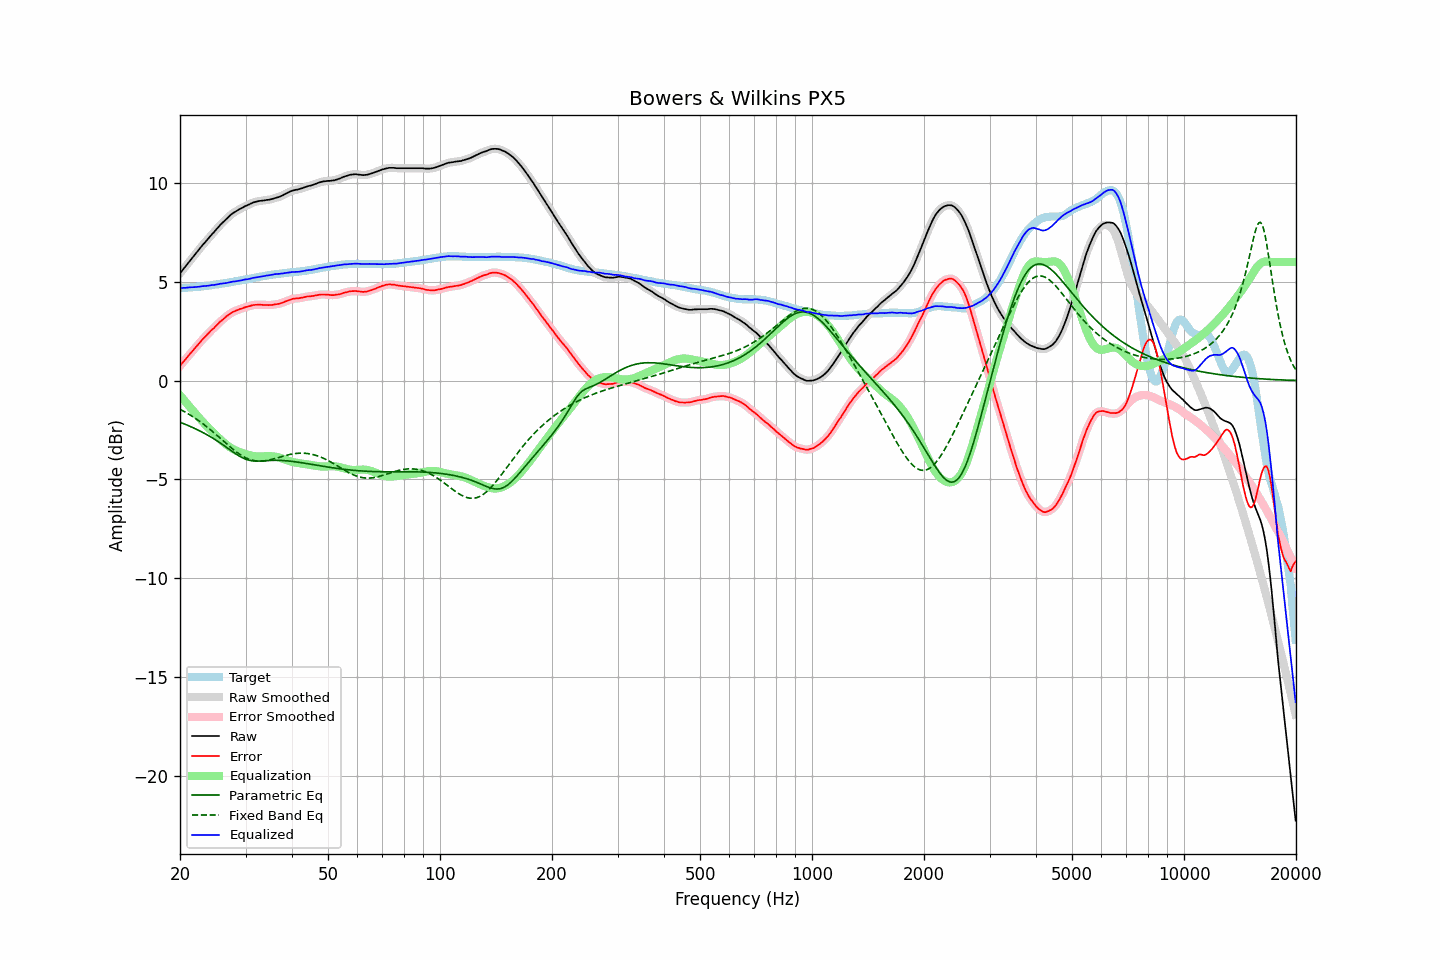 Bowers & Wilkins PX5
Amplitude (dBr)
10
5
0
−5
−10
−15
−20
Target
Raw Smoothed
Error Smoothed
Raw
Error
Equalization
Parametric Eq
Fixed Band Eq
Equalized
20 50 100 200 500 1000 2000 5000 10000 20000
Frequency (Hz)